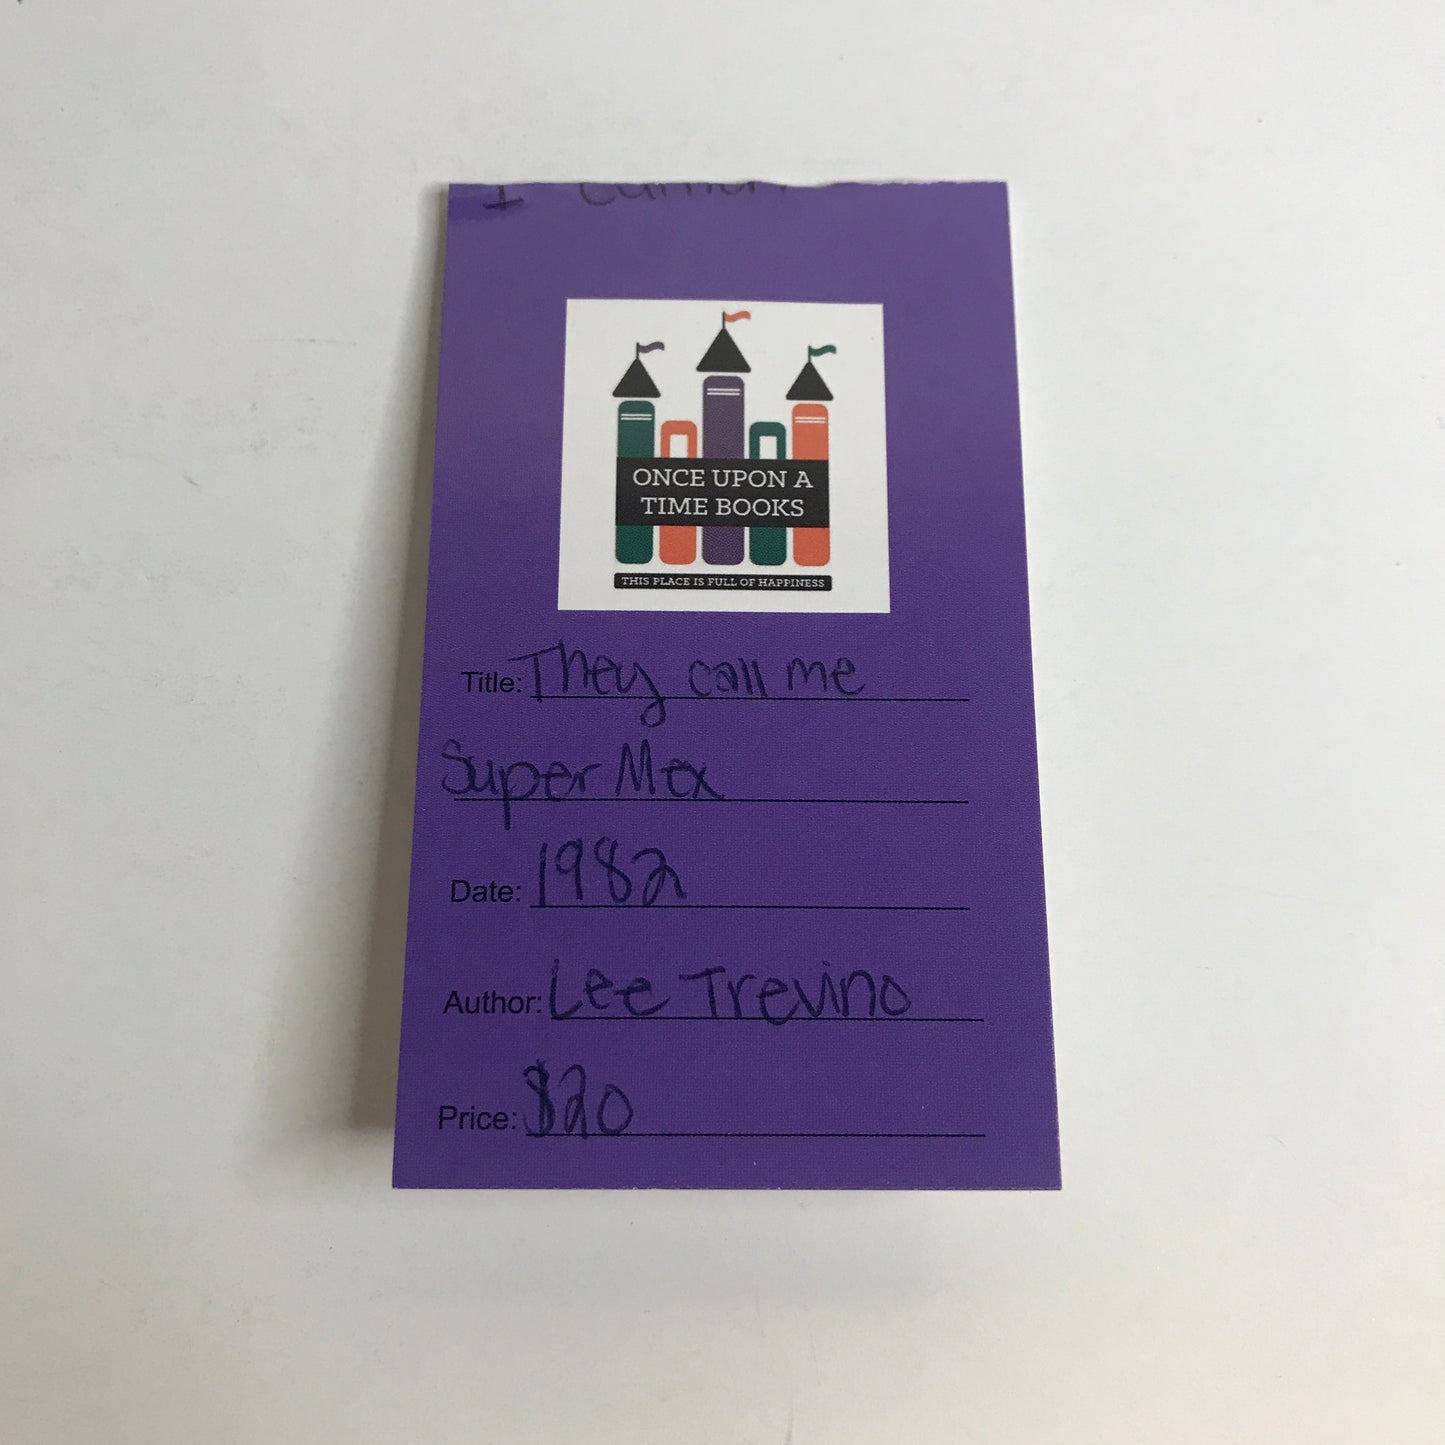 ONCE UPON A
TIME BOOKS
THIS PLACE IS FULL OF HAPPINESS
Title: They call me
Super Mex
Date: 1982
Author: Lee Trevino
Price: $20